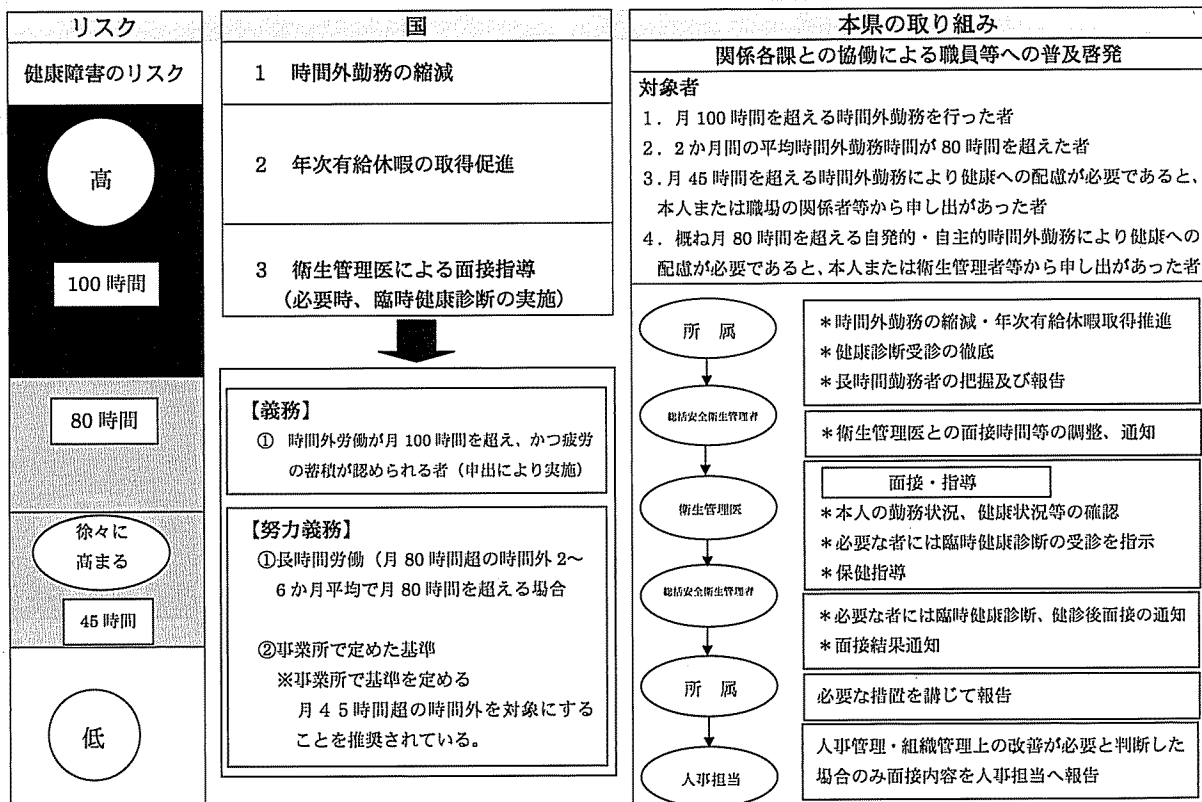 リスク
健康障害のリスク
高
100 時間
80 時間
徐々に
高まる
45 時間
低
国
1 時間外勤務の縮減
2 年次有給休暇の取得促進
3 衛生管理医による面接指導
(必要時、臨時健康診断の実施)
【義務】
① 時間外労働が月 100 時間を超え、かつ疲労
の蓄積が認められる者（申出により実施）
【努力義務】
①長時間労働（月 80 時間超の時間外 2～
6 か月平均で月 80 時間を超える場合
②事業所で定めた基準
※事業所で基準を定める
月４５時間超の時間外を対象にする
ことを推奨されている。
本県の取り組み
関係各課との協働による職員等への普及啓発
対象者
1．月 100 時間を超える時間外勤務を行った者
2．2 か月間の平均時間外勤務時間が 80 時間を超えた者
3．月 45 時間を超える時間外勤務により健康への配慮が必要であると、
本人または職場の関係者等から申し出があった者
4．概ね月 80 時間を超える自発的・自主的時間外勤務により健康への
配慮が必要であると、本人または衛生管理者等から申し出があった者
所 属
＊時間外勤務の縮減・年次有給休暇取得推進
＊健康診断受診の徹底
＊長時間勤務者の把握及び報告
総括安全衛生管理者
＊衛生管理医との面接時間等の調整、通知
衛生管理医
面接・指導
＊本人の勤務状況、健康状況等の確認
＊必要な者には臨時健康診断の受診を指示
＊保健指導
総括安全衛生管理者
＊必要な者には臨時健康診断、健診後面接の通知
＊面接結果通知
所 属
必要な措置を講じて報告
人事担当
人事管理・組織管理上の改善が必要と判断した
場合のみ面接内容を人事担当へ報告